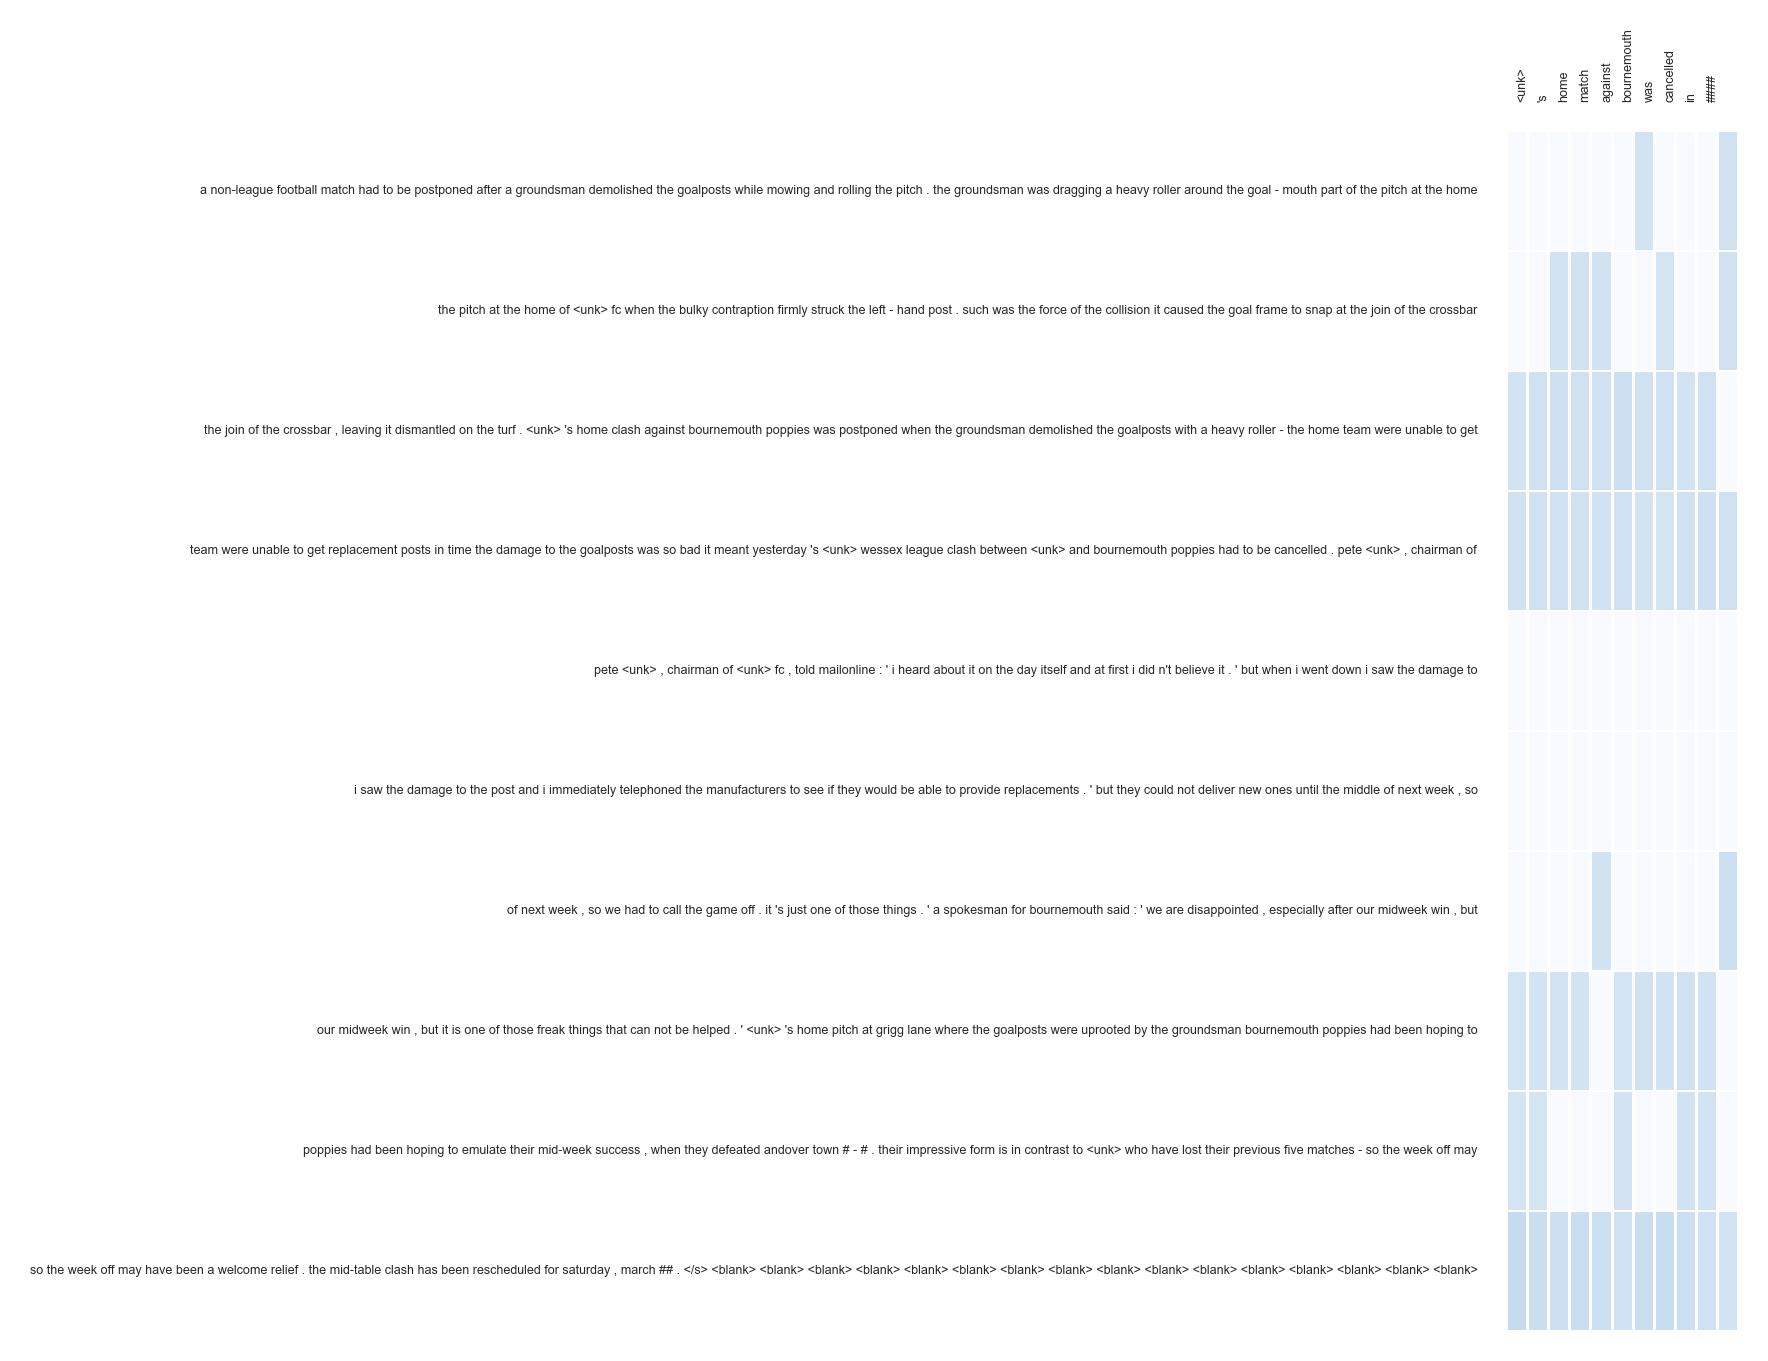 <unk>
's
home
match
against
bournemouth
was
cancelled
in
####
a non-league football match had to be postponed after a groundsman demolished the goalposts while mowing and rolling the pitch . the groundsman was dragging a heavy roller around the goal - mouth part of the pitch at the home
the pitch at the home of <unk> fc when the bulky contraption firmly struck the left - hand post . such was the force of the collision it caused the goal frame to snap at the join of the crossbar
the join of the crossbar , leaving it dismantled on the turf . <unk> 's home clash against bournemouth poppies was postponed when the groundsman demolished the goalposts with a heavy roller - the home team were unable to get
team were unable to get replacement posts in time the damage to the goalposts was so bad it meant yesterday 's <unk> wessex league clash between <unk> and bournemouth poppies had to be cancelled . pete <unk> , chairman of
pete <unk> , chairman of <unk> fc , told mailonline : ' i heard about it on the day itself and at first i did n't believe it . ' but when i went down i saw the damage to
i saw the damage to the post and i immediately telephoned the manufacturers to see if they would be able to provide replacements . ' but they could not deliver new ones until the middle of next week , so
of next week , so we had to call the game off . it 's just one of those things . ' a spokesman for bournemouth said : ' we are disappointed , especially after our midweek win , but
our midweek win , but it is one of those freak things that can not be helped . ' <unk> 's home pitch at grigg lane where the goalposts were uprooted by the groundsman bournemouth poppies had been hoping to
poppies had been hoping to emulate their mid-week success , when they defeated andover town # - # . their impressive form is in contrast to <unk> who have lost their previous five matches - so the week off may
so the week off may have been a welcome relief . the mid-table clash has been rescheduled for saturday , march ## . </s> <blank> <blank> <blank> <blank> <blank> <blank> <blank> <blank> <blank> <blank> <blank> <blank> <blank> <blank> <blank> <blank>